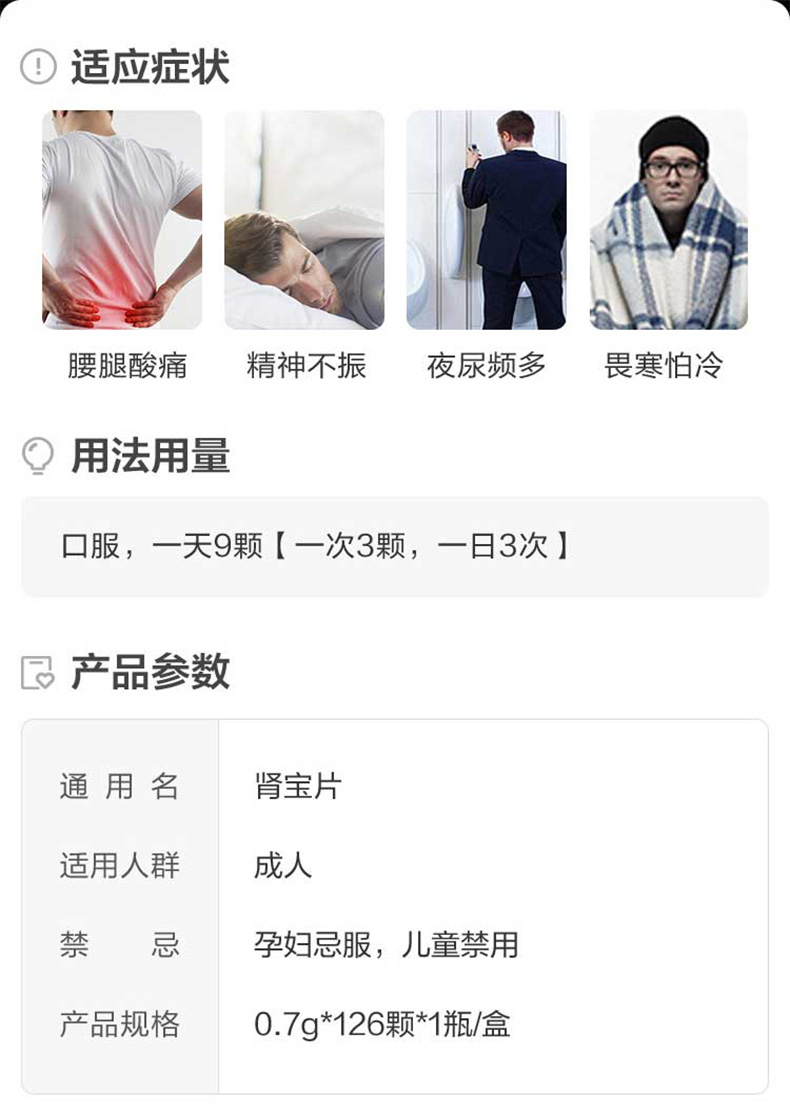 适应症状
腰腿酸痛 精神不振 夜尿频多 畏寒怕冷
用法用量
口服，一天9颗【一次3颗，一日3次】
产品参数
通用名 肾宝片
适用人群 成人
禁忌 孕妇忌服，儿童禁用
产品规格 0.7g*126颗*1瓶/盒